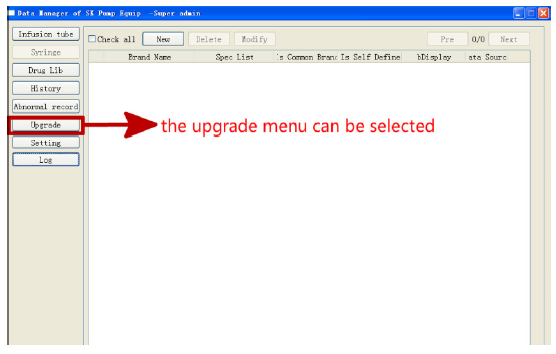 Data Manager of SK Pump Equip -Super admin
Infusion tube
Check all New Delete Modify Pre 0/0 Next
Syringe
Brand Name Spec List 's Common Branc Is Self Define bDisplay ata Sourc
Drug Lib
History
Abnormal record
Upgrade
the upgrade menu can be selected
Setting
Log